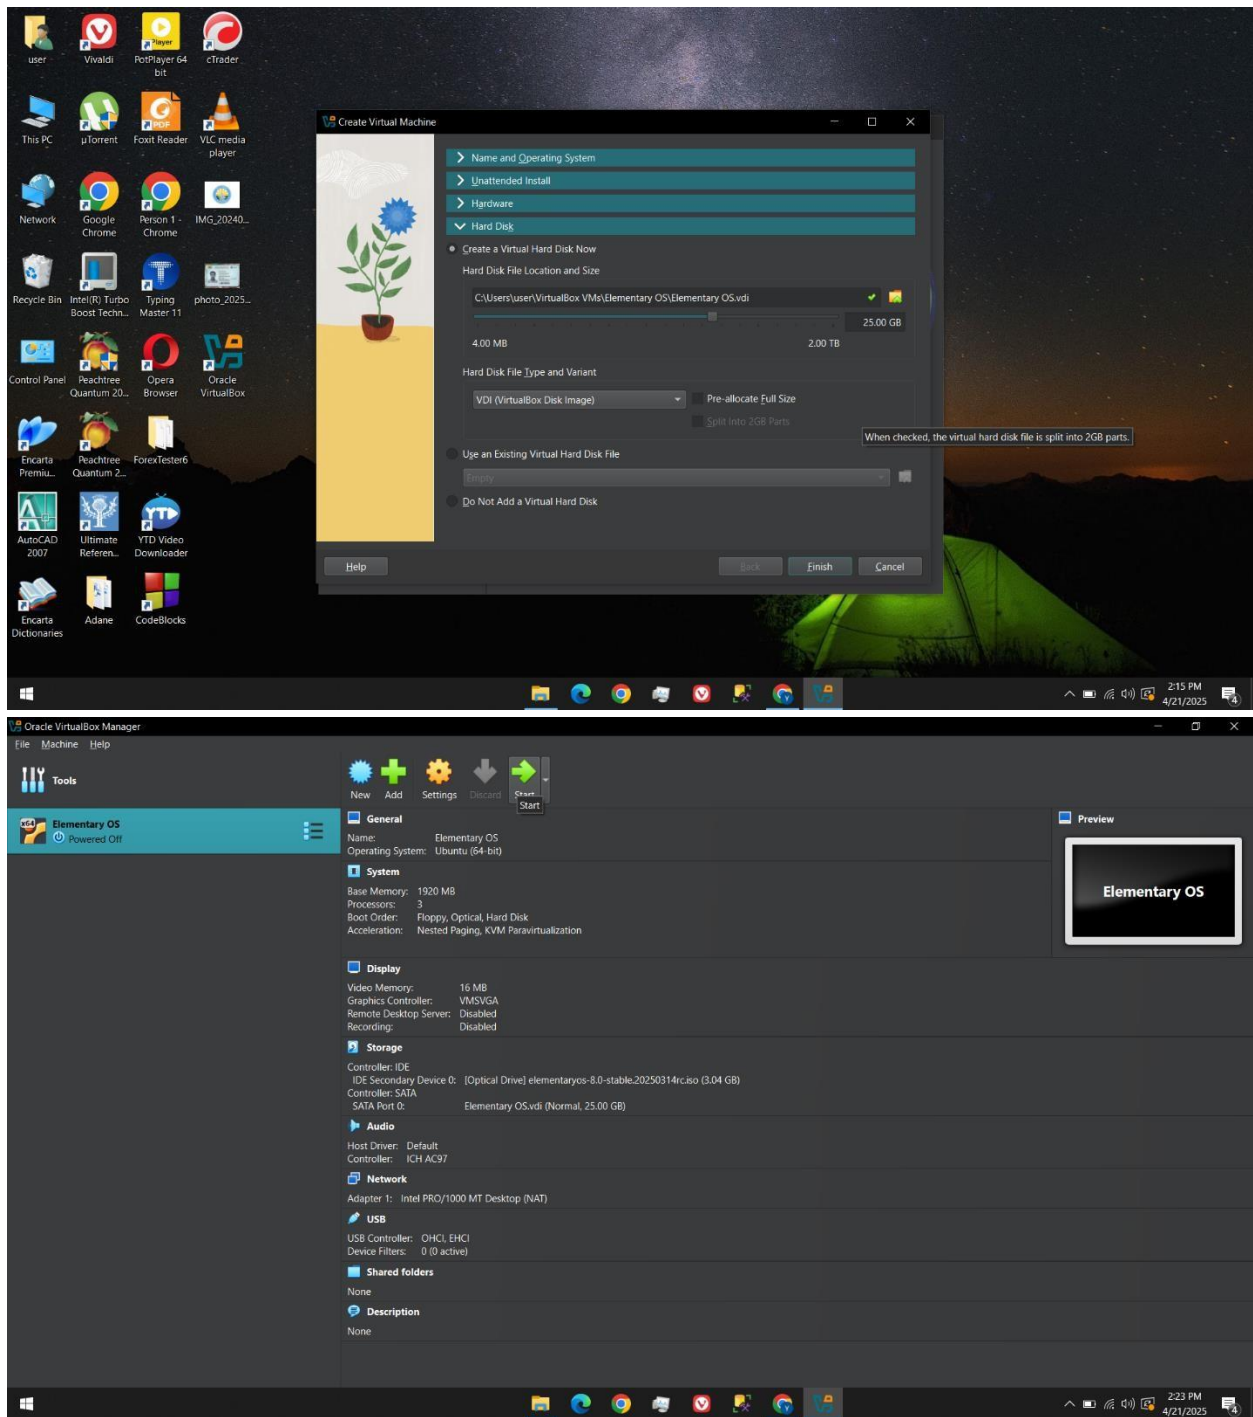 user
Vivaldi
PotPlayer 64
bit
cTrader
This PC
µTorrent
Foxit Reader
VLC media
player
Network
Google
Chrome
Person 1 -
Chrome
IMG_20240...
Recycle Bin
Intel(R) Turbo
Boost Techn...
Typing
Master 11
photo_2025...
Control Panel
Peachtree
Quantum 20...
Opera
Browser
Oracle
VirtualBox
Encarta
Premiu...
Peachtree
Quantum 2...
ForexTester6
AutoCAD
2007
Ultimate
Referen...
YTD Video
Downloader
Encarta
Dictionaries
Adane
CodeBlocks
Create Virtual Machine
Name and Operating System
Unattended Install
Hardware
Hard Disk
Create a Virtual Hard Disk Now
Hard Disk File Location and Size
C:\Users\user\VirtualBox VMs\Elementary OS\Elementary OS.vdi
25.00 GB
4.00 MB 2.00 TB
Hard Disk File Type and Variant
VDI (VirtualBox Disk Image) Pre-allocate Full Size
Split Into 2GB Parts
When checked, the virtual hard disk file is split into 2GB parts.
Use an Existing Virtual Hard Disk File
Empty
Do Not Add a Virtual Hard Disk
Help Back Finish Cancel
2:15 PM
4/21/2025
4
Oracle VirtualBox Manager
File Machine Help
Tools
New Add Settings Discard Start
Start
Elementary OS
Powered Off
General
Name: Elementary OS
Operating System: Ubuntu (64-bit)
Preview
Elementary OS
System
Base Memory: 1920 MB
Processors: 3
Boot Order: Floppy, Optical, Hard Disk
Acceleration: Nested Paging, KVM Paravirtualization
Display
Video Memory: 16 MB
Graphics Controller: VMSVGA
Remote Desktop Server: Disabled
Recording: Disabled
Storage
Controller: IDE
IDE Secondary Device 0: [Optical Drive] elementaryos-8.0-stable.20250314rc.iso (3.04 GB)
Controller: SATA
SATA Port 0: Elementary OS.vdi (Normal, 25.00 GB)
Audio
Host Driver: Default
Controller: ICH AC97
Network
Adapter 1: Intel PRO/1000 MT Desktop (NAT)
USB
USB Controller: OHCI, EHCI
Device Filters: 0 (0 active)
Shared folders
None
Description
None
2:23 PM
4/21/2025
4